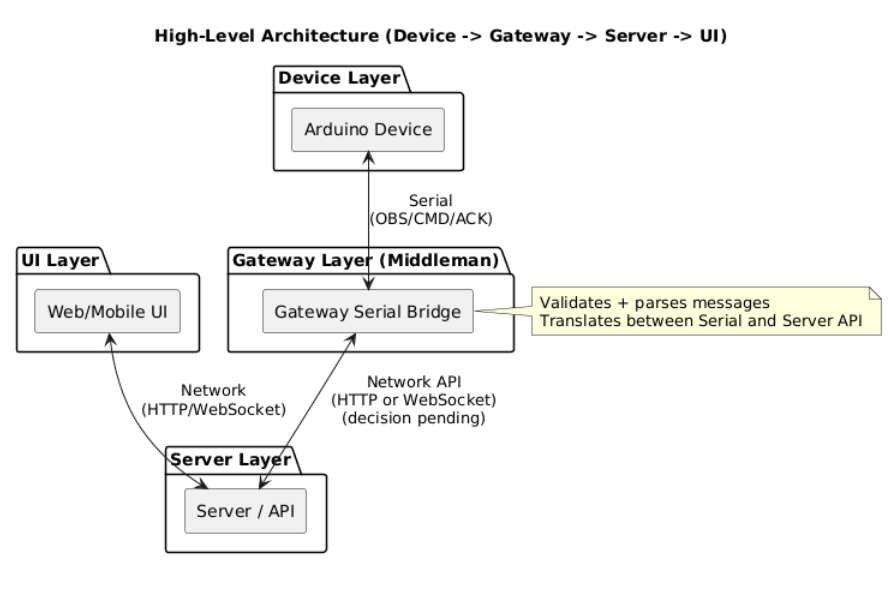 High-Level Architecture (Device -> Gateway -> Server -> UI)
Device Layer
Arduino Device
Serial
(OBS/CMD/ACK)
UI Layer
Web/Mobile UI
Gateway Layer (Middleman)
Gateway Serial Bridge
Validates + parses messages
Translates between Serial and Server API
Network
(HTTP/WebSocket)
Network API
(HTTP or WebSocket)
(decision pending)
Server Layer
Server / API